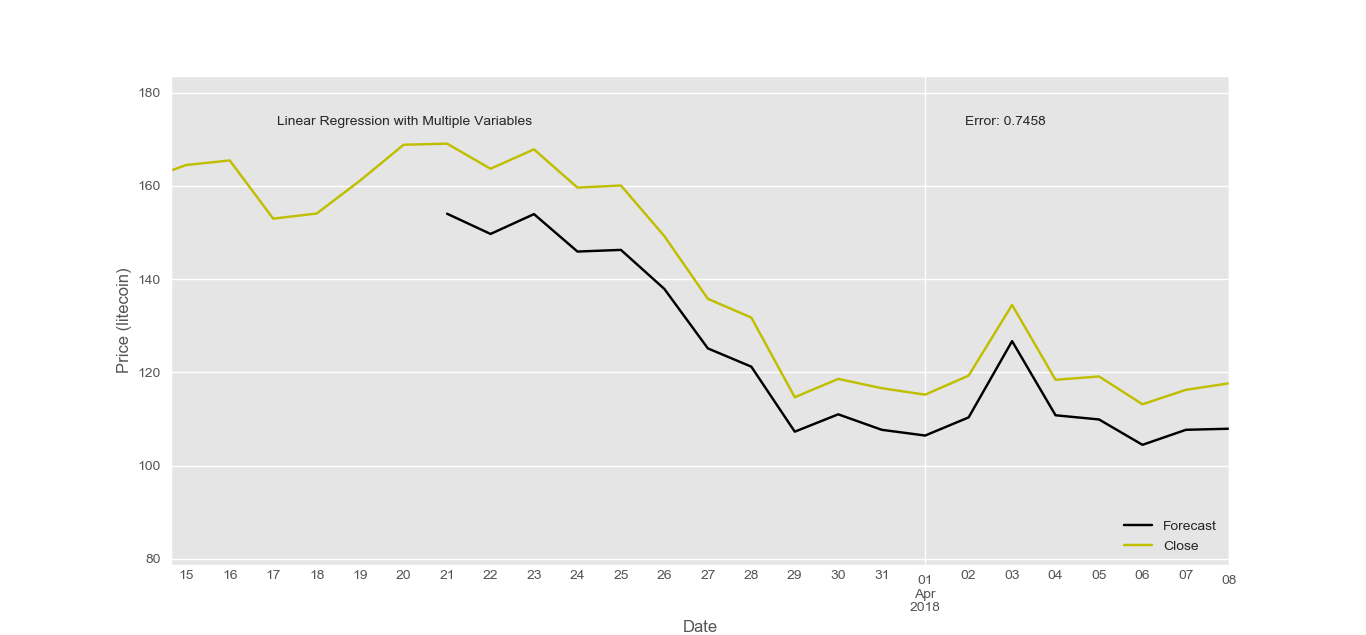 180
Linear Regression with Multiple Variables
Error: 0.7458
160
140
Price (litecoin)
120
100
Forecast
Close
80
15 16 17 18 19 20 21 22 23 24 25 26 27 28 29 30 31 01 02 03 04 05 06 07 08
Apr
2018
Date